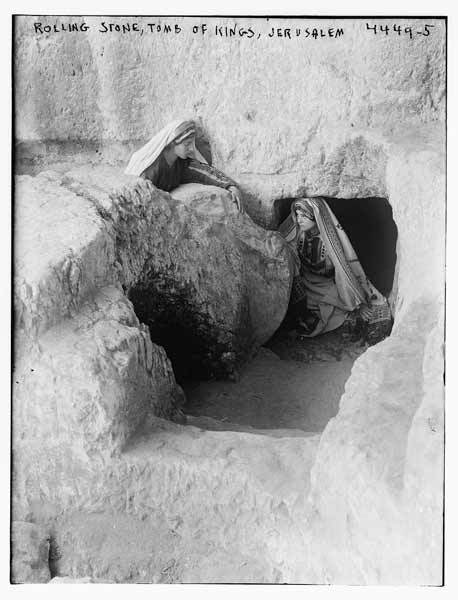 ROLLING STONE, TOMB OF KINGS, JERUSALEM 4449-5